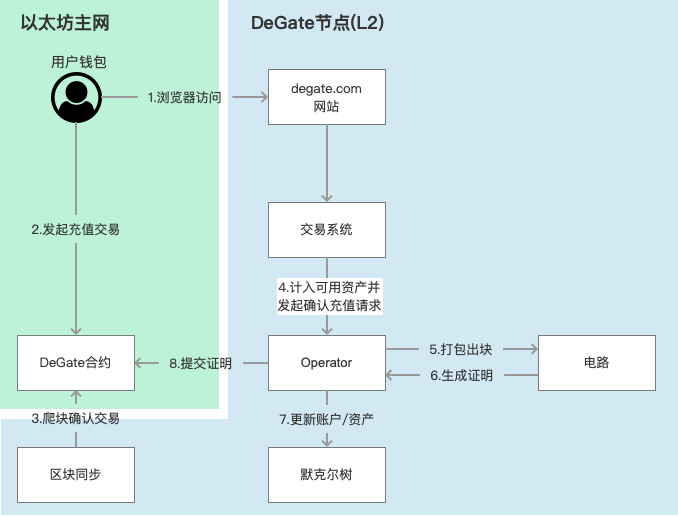 以太坊主网
DeGate节点(L2)
用户钱包
1.浏览器访问
degate.com
网站
2.发起充值交易
交易系统
4.计入可用资产并
发起确认充值请求
DeGate合约
8.提交证明
Operator
5.打包出块
6.生成证明
电路
3.爬块确认交易
7.更新账户/资产
区块同步
默克尔树